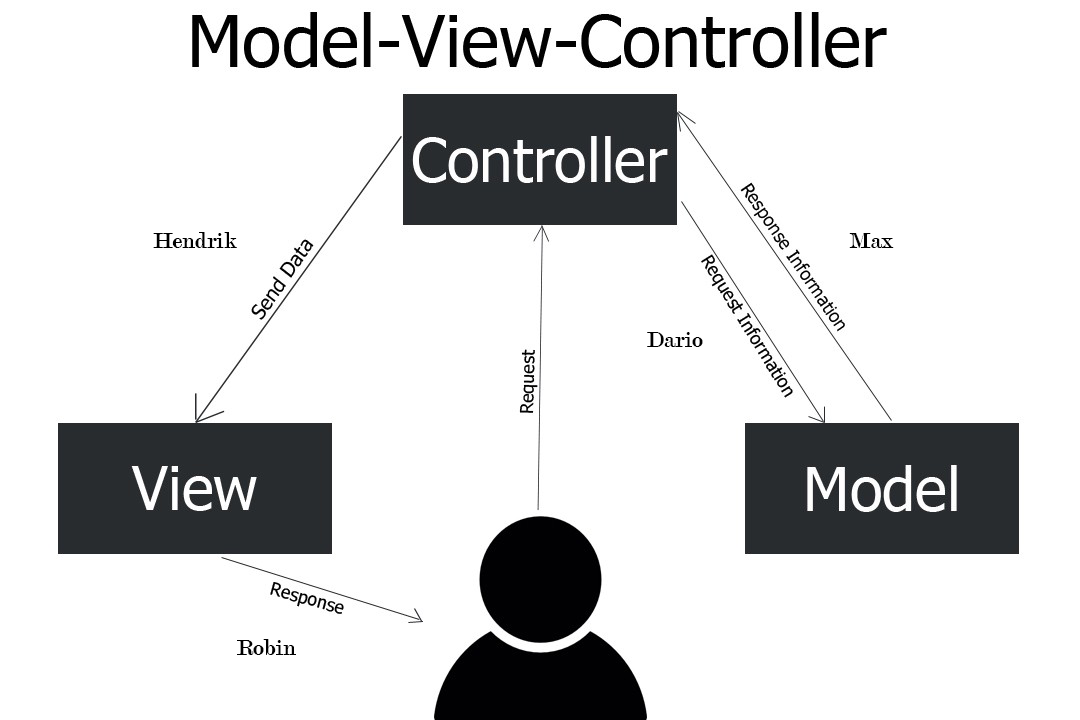 Model-View-Controller
Controller
Hendrik
Send Data
Response Information
Max
Request Information
Dario
Request
View
Model
Response
Robin